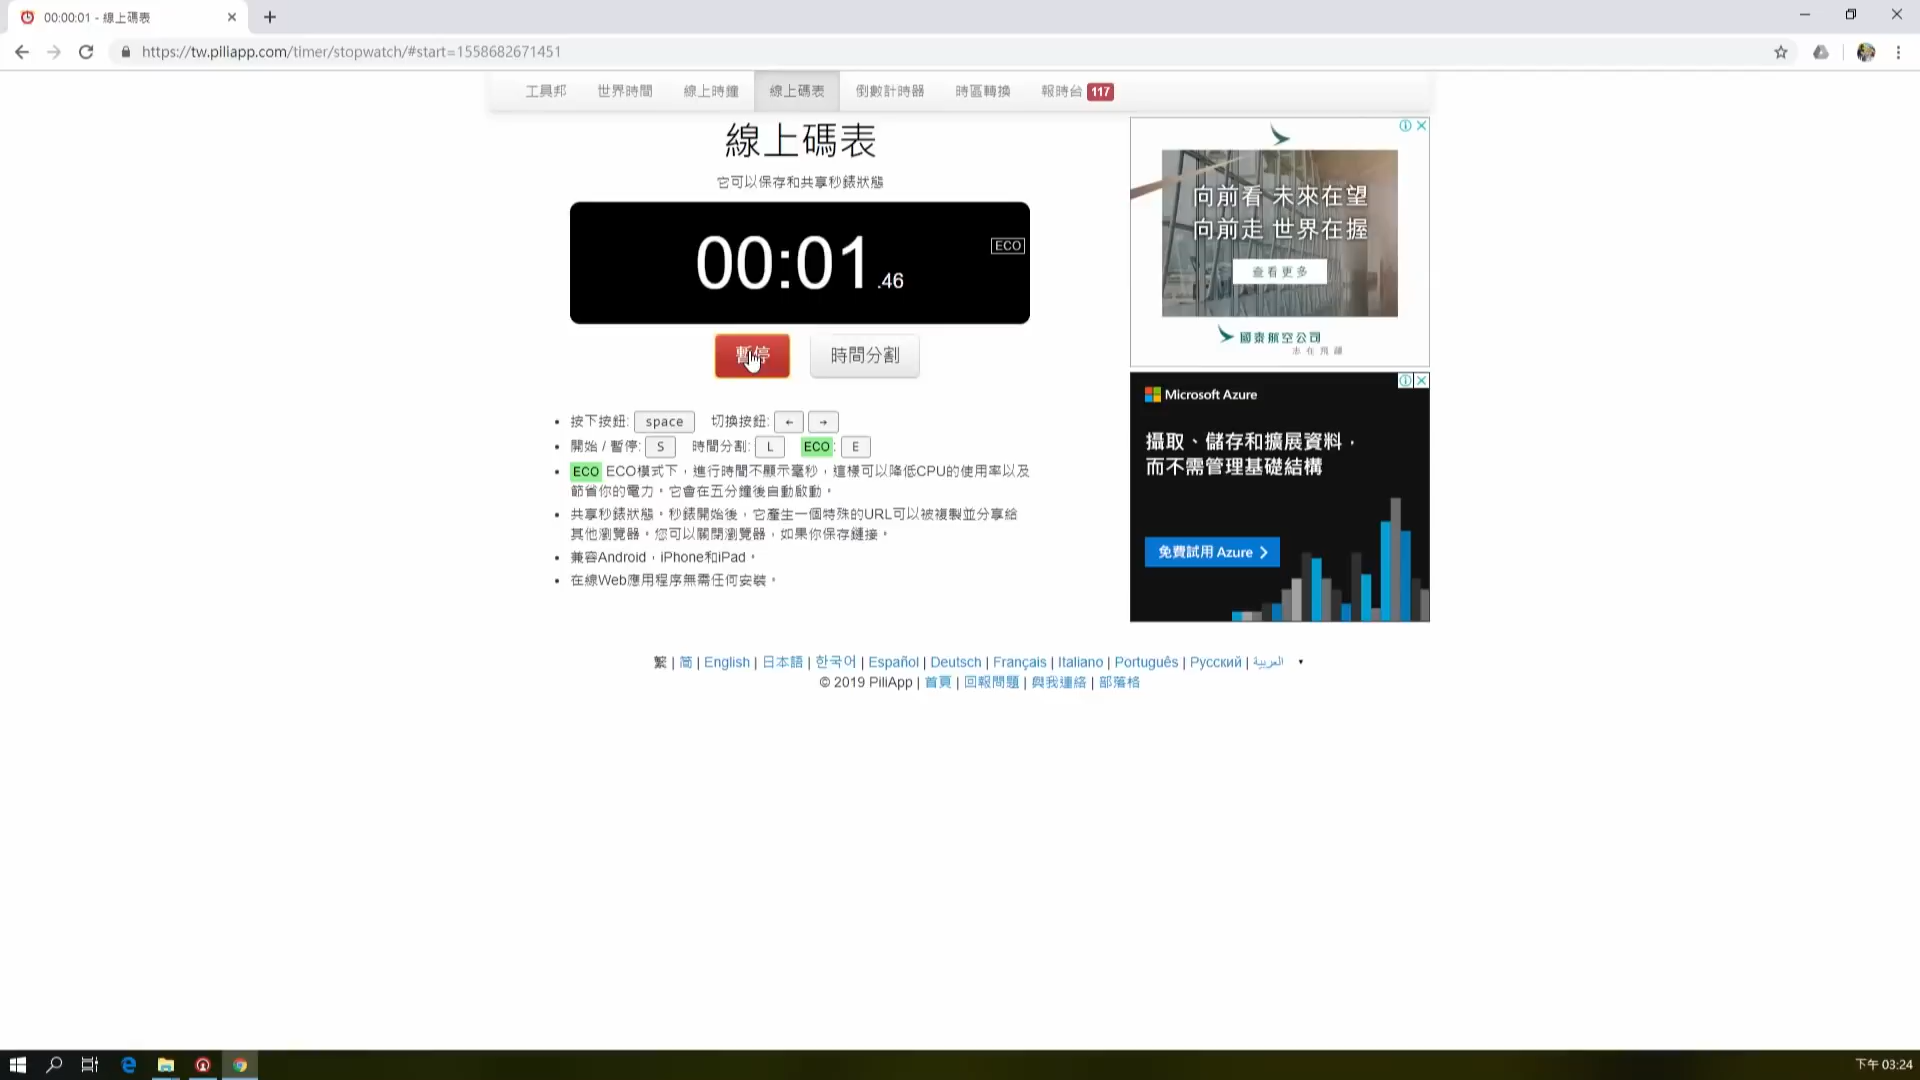 00:00:01 - 線上碼表
https://tw.piliapp.com/timer/stopwatch/#start=1558682671451
工具邦 世界時間 線上時鐘 線上碼表 倒數計時器 時區轉換 報時台 117
線上碼表
它可以保存和共享秒錶狀態
00:01.46
ECO
暫停 時間分割
按下按鈕: space 切換按鈕: ← →
開始 / 暫停: S 時間分割: L ECO: E
ECO ECO模式下，進行時間不顯示毫秒，這樣可以降低CPU的使用率以及
節省你的電力。它會在五分鐘後自動啟動。
共享秒錶狀態。秒錶開始後，它產生一個特殊的URL可以被複製並分享給
其他瀏覽器。您可以關閉瀏覽器，如果你保存鏈接。
兼容Android，iPhone和iPad。
在線Web應用程序無需任何安裝。
向前看 未來在望
向前走 世界在握
查看更多
國泰航空公司
志在飛躍
Microsoft Azure
攝取、儲存和擴展資料，
而不需管理基礎結構
免費試用 Azure
繁 | 简 | English | 日本語 | 한국어 | Español | Deutsch | Français | Italiano | Português | Русский | العربية
© 2019 PiliApp | 首頁 | 回報問題 | 與我連絡 | 部落格
下午 03:24